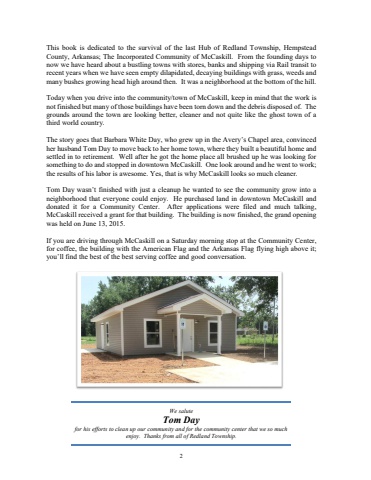 This book is dedicated to the survival of the last Hub of Redland Township, Hempstead
County, Arkansas; The Incorporated Community of McCaskill. From the founding days to
now we have heard about a bustling towns with stores, banks and shipping via Rail transit to
recent years when we have seen empty dilapidated, decaying buildings with grass, weeds and
many bushes growing head high around then. It was a neighborhood at the bottom of the hill.
Today when you drive into the community/town of McCaskill, keep in mind that the work is
not finished but many of those buildings have been torn down and the debris disposed of. The
grounds around the town are looking better, cleaner and not quite like the ghost town of a
third world country.
The story goes that Barbara White Day, who grew up in the Avery's Chapel area, convinced
her husband Tom Day to move back to her home town, where they built a beautiful home and
settled in to retirement. Well after he got the home place all brushed up he was looking for
something to do and stopped in downtown McCaskill. One look around and he went to work;
the results of his labor is awesome. Yes, that is why McCaskill looks so much cleaner.
Tom Day wasn't finished with just a cleanup he wanted to see the community grow into a
neighborhood that everyone could enjoy. He purchased land in downtown McCaskill and
donated it for a Community Center. After applications were filed and much talking,
McCaskill received a grant for that building. The building is now finished, the grand opening
was held on June 13, 2015.
If you are driving through McCaskill on a Saturday morning stop at the Community Center,
for coffee, the building with the American Flag and the Arkansas Flag flying high above it;
you'll find the best of the best serving coffee and good conversation.
We salute
Tom Day
for his efforts to clean up our community and for the community center that we so much
enjoy. Thanks from all of Redland Township.
2